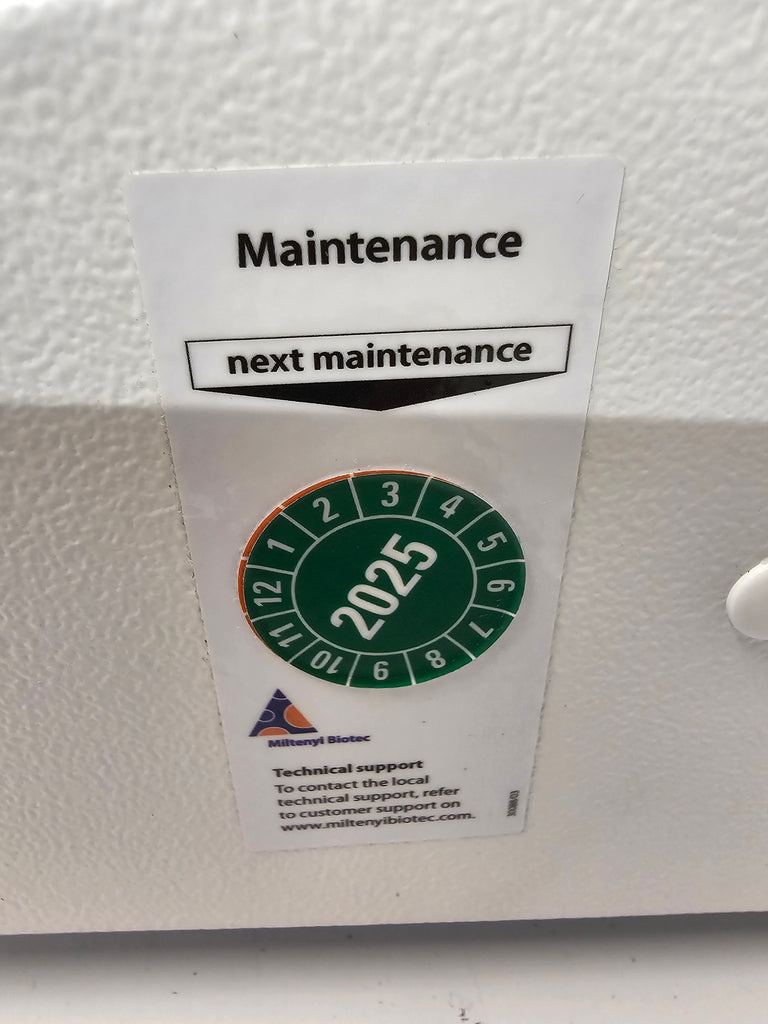 Maintenance
next maintenance
1 2 3 4 5 6 7 8 9 10 11 12
2025
Miltenyi Biotec
Technical support
To contact the local
technical support, refer
to customer support on
www.miltenyibiotec.com.